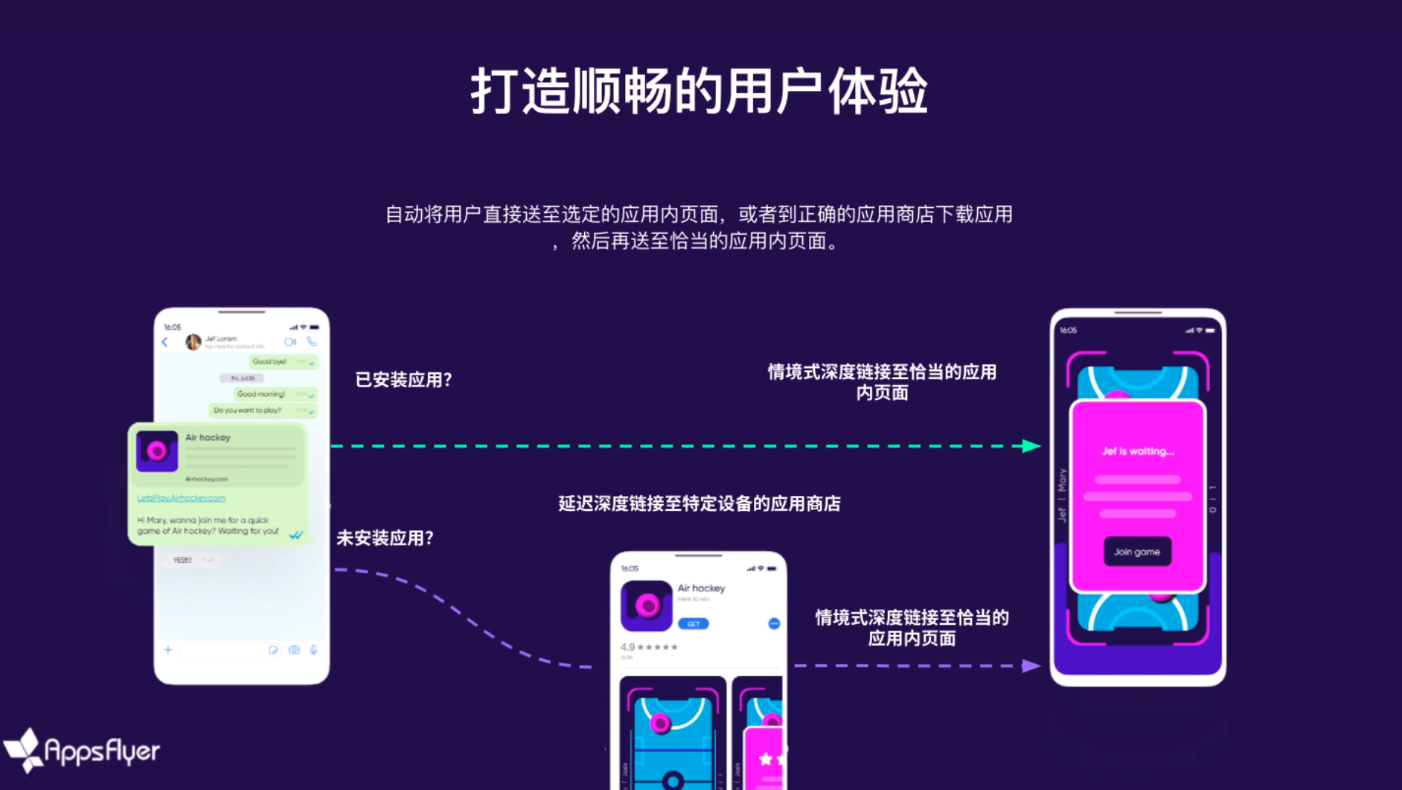 打造顺畅的用户体验
自动将用户直接送至选定的应用内页面，或者到正确的应用商店下载应用
，然后再送至恰当的应用内页面。
16:05
Jef Lorem
Good bye!
Fri, Jul 26
Good morning!
Do you want to play?
Air hockey
Airhockey.com
LetsPlay.Airhockey.com
Hi Mary, wanna join me for a quick
game of Air hockey? Waiting for you!
YES!!!
已安装应用？
未安装应用？
情境式深度链接至恰当的应用
内页面
延迟深度链接至特定设备的应用商店
16:05
Air hockey
Here to win
GET
4.9 ★★★★★
情境式深度链接至恰当的
应用内页面
16:05
Jef is waiting...
Join game
Jef | Mary
0 | 1
AppsFlyer